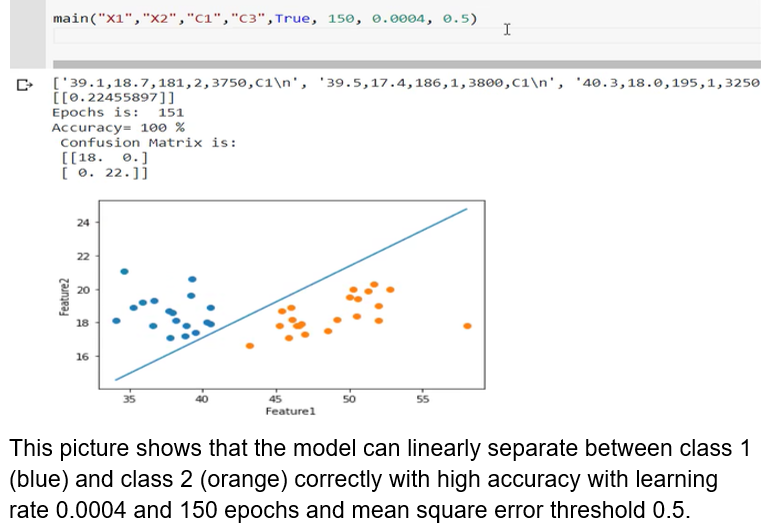 main("X1","X2","C1","C3",True, 150, 0.0004, 0.5)
['39.1,18.7,181,2,3750,C1\n', '39.5,17.4,186,1,3800,C1\n', '40.3,18.0,195,1,3250
[[0.22455897]]
Epochs is:  151
Accuracy= 100 %
Confusion Matrix is:
[[18.  0.]
[ 0. 22.]]
24
22
20
18
16
Feature2
35 40 45 50 55
Feature1
This picture shows that the model can linearly separate between class 1
(blue) and class 2 (orange) correctly with high accuracy with learning
rate 0.0004 and 150 epochs and mean square error threshold 0.5.